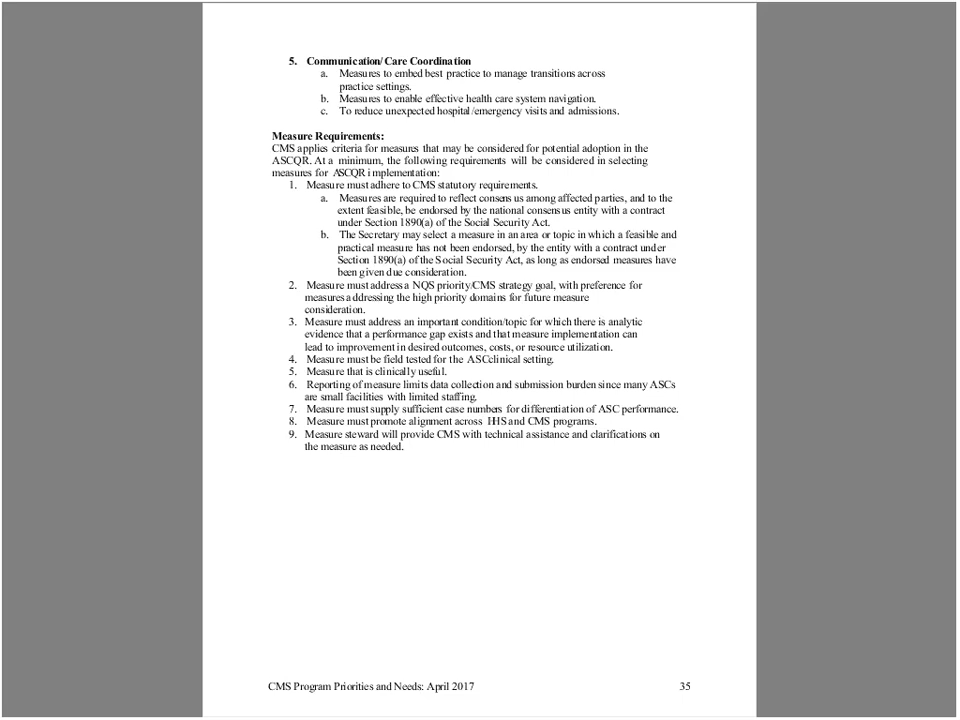 5. Communication/Care Coordination
a. Measures to embed best practice to manage transitions across
practice settings.
b. Measures to enable effective health care system navigation.
c. To reduce unexpected hospital/emergency visits and admissions.
Measure Requirements:
CMS applies criteria for measures that may be considered for potential adoption in the
ASCQR. At a minimum, the following requirements will be considered in selecting
measures for ASCQR implementation:
1. Measure must adhere to CMS statutory requirements.
a. Measures are required to reflect consensus among affected parties, and to the
extent feasible, be endorsed by the national consensus entity with a contract
under Section 1890(a) of the Social Security Act.
b. The Secretary may select a measure in an area or topic in which a feasible and
practical measure has not been endorsed, by the entity with a contract under
Section 1890(a) of the Social Security Act, as long as endorsed measures have
been given due consideration.
2. Measure must address a NQS priority/CMS strategy goal, with preference for
measures addressing the high priority domains for future measure
consideration.
3. Measure must address an important condition/topic for which there is analytic
evidence that a performance gap exists and that measure implementation can
lead to improvement in desired outcomes, costs, or resource utilization.
4. Measure must be field tested for the ASC clinical setting.
5. Measure that is clinically useful.
6. Reporting of measure limits data collection and submission burden since many ASCs
are small facilities with limited staffing.
7. Measure must supply sufficient case numbers for differentiation of ASC performance.
8. Measure must promote alignment across HHS and CMS programs.
9. Measure steward will provide CMS with technical assistance and clarifications on
the measure as needed.
CMS Program Priorities and Needs: April 2017 35